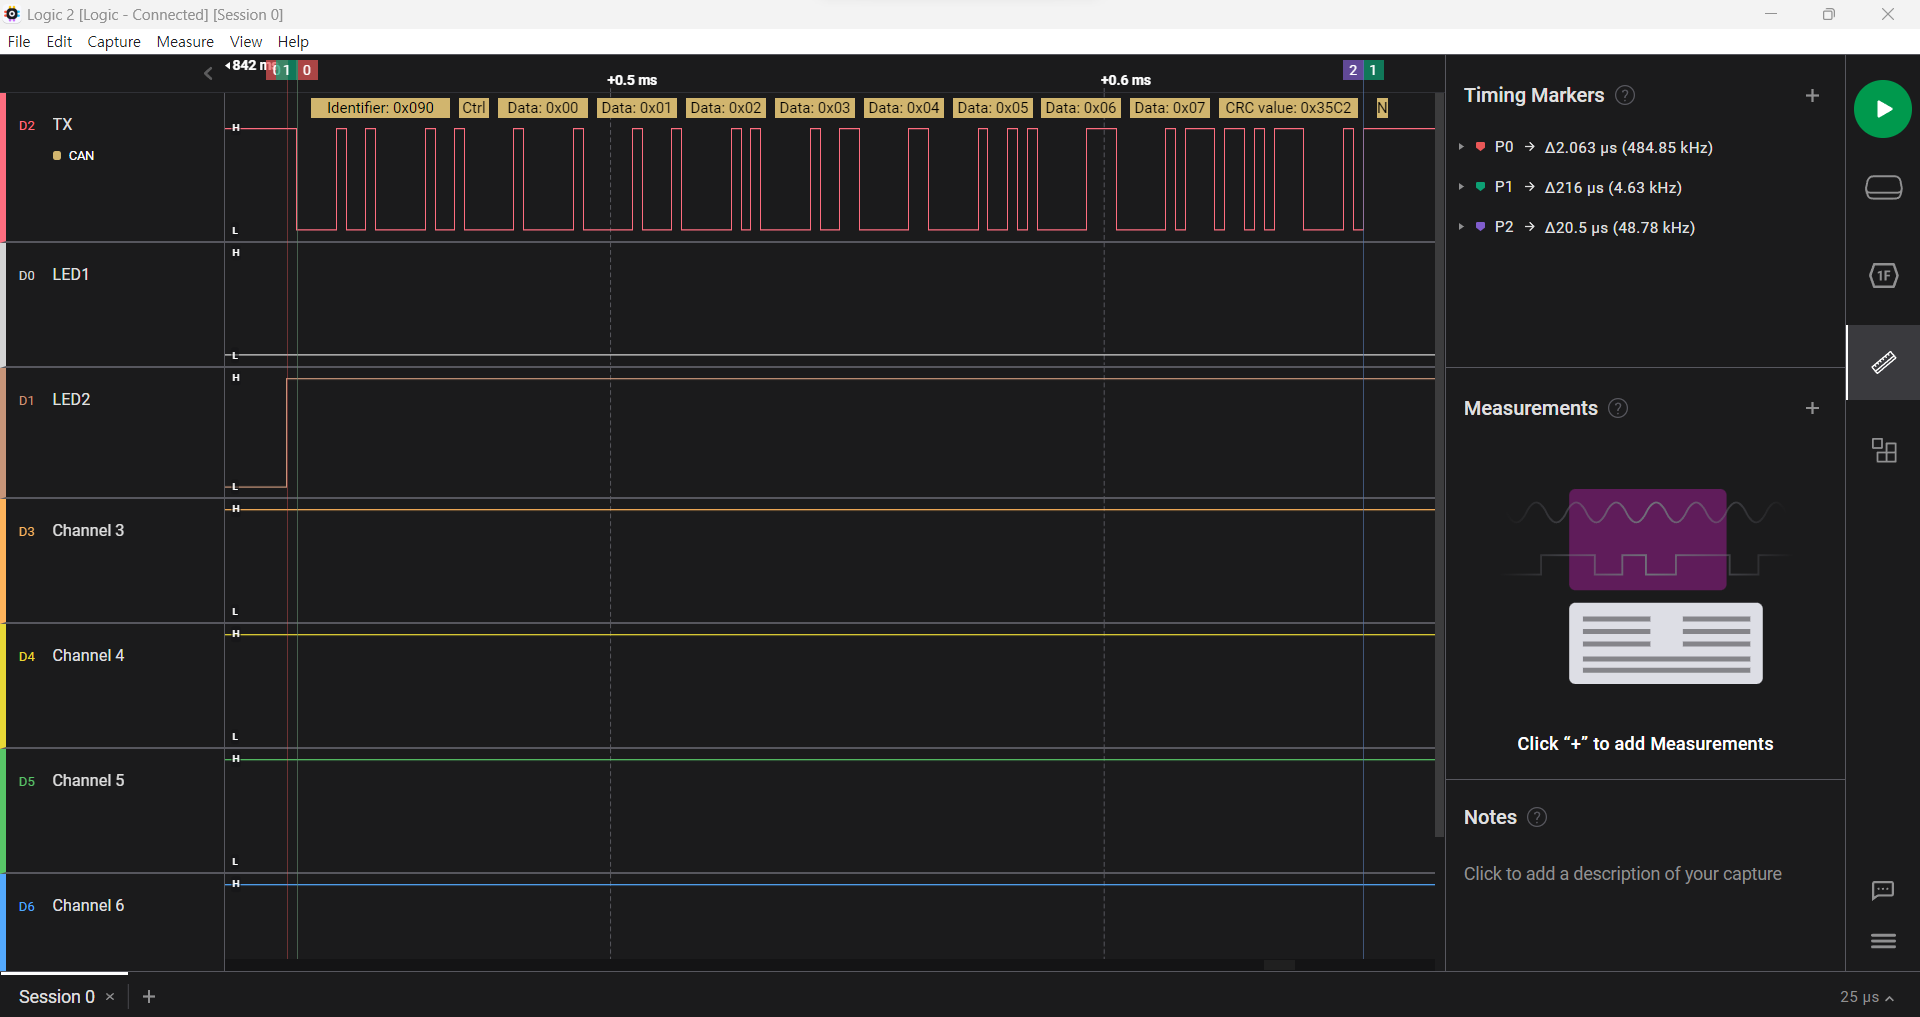 Logic 2 [Logic - Connected] [Session 0]
File Edit Capture Measure View Help
842 m
0 1 0
+0.5 ms
+0.6 ms
2 1
D2 TX
CAN
H
L
Identifier: 0x090 Ctrl Data: 0x00 Data: 0x01 Data: 0x02 Data: 0x03 Data: 0x04 Data: 0x05 Data: 0x06 Data: 0x07 CRC value: 0x35C2 N
D0 LED1
H
L
D1 LED2
H
L
D3 Channel 3
H
L
D4 Channel 4
H
L
D5 Channel 5
H
L
D6 Channel 6
H
Timing Markers ? +
P0 → Δ2.063 µs (484.85 kHz)
P1 → Δ216 µs (4.63 kHz)
P2 → Δ20.5 µs (48.78 kHz)
Measurements ? +
Click “+” to add Measurements
Notes ?
Click to add a description of your capture
1F
Session 0 × +
25 µs